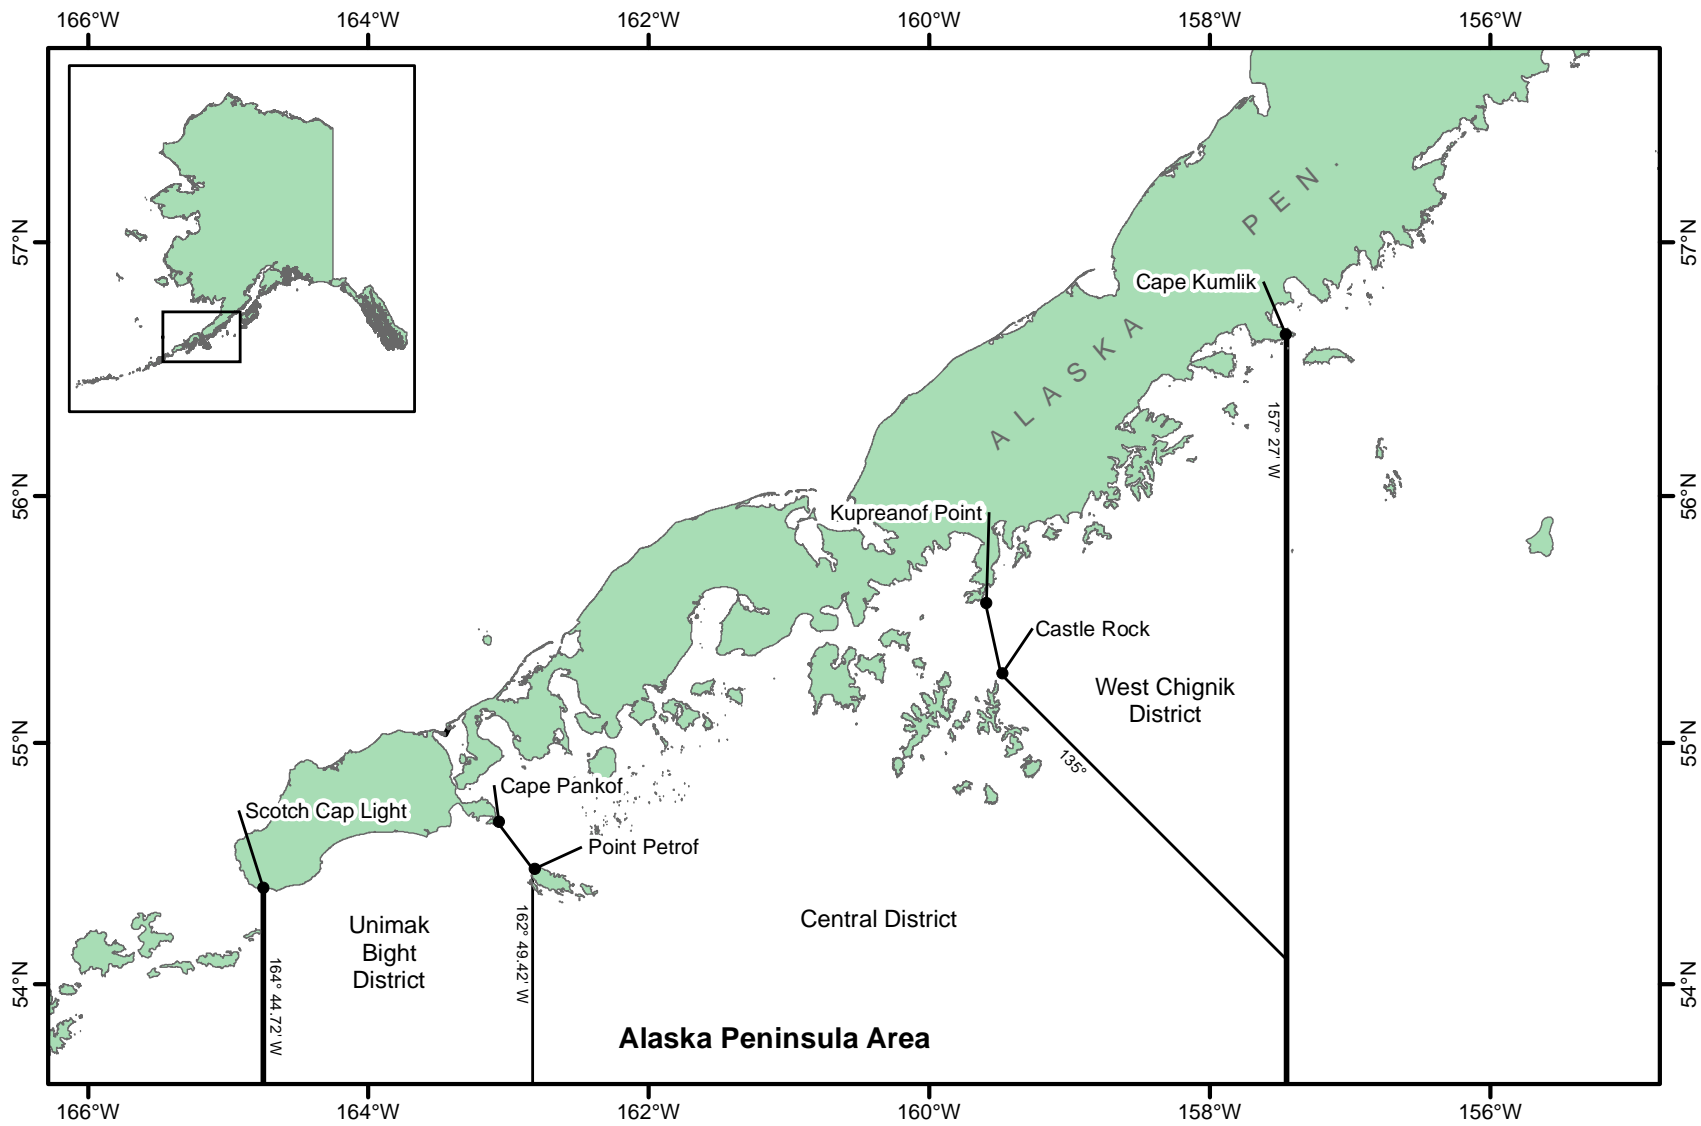 166°W 164°W 162°W 160°W 158°W 156°W
57°N
57°N
ALASKA PEN.
Cape Kumlik
157° 27' W
56°N
56°N
Kupreanof Point
Castle Rock
West Chignik
District
135°
55°N
55°N
Cape Pankof
Scotch Cap Light
Point Petrof
162° 49.42' W
Central District
Unimak
Bight
District
164° 44.72' W
54°N
54°N
Alaska Peninsula Area
166°W 164°W 162°W 160°W 158°W 156°W